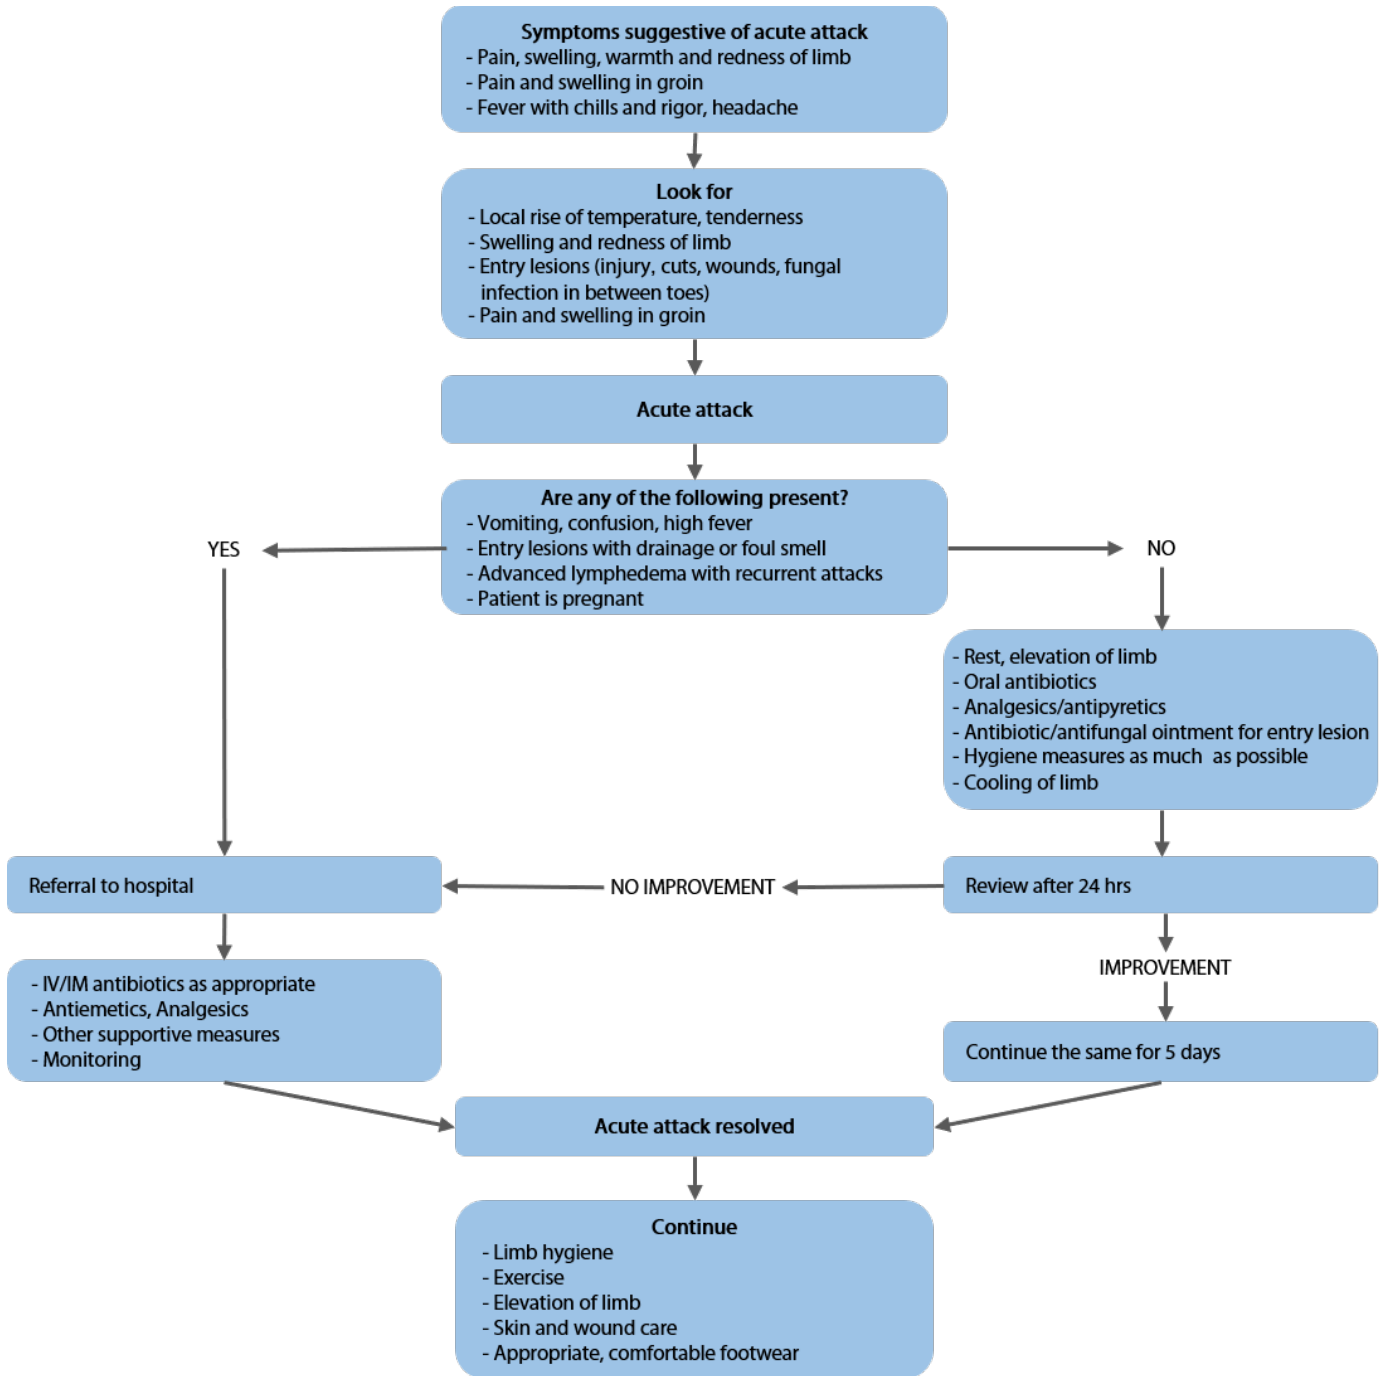 Symptoms suggestive of acute attack
- Pain, swelling, warmth and redness of limb
- Pain and swelling in groin
- Fever with chills and rigor, headache
Look for
- Local rise of temperature, tenderness
- Swelling and redness of limb
- Entry lesions (injury, cuts, wounds, fungal
infection in between toes)
- Pain and swelling in groin
Acute attack
Are any of the following present?
- Vomiting, confusion, high fever
- Entry lesions with drainage or foul smell
- Advanced lymphedema with recurrent attacks
- Patient is pregnant
YES
NO
- Rest, elevation of limb
- Oral antibiotics
- Analgesics/antipyretics
- Antibiotic/antifungal ointment for entry lesion
- Hygiene measures as much as possible
- Cooling of limb
Referral to hospital
NO IMPROVEMENT
Review after 24 hrs
IMPROVEMENT
- IV/IM antibiotics as appropriate
- Antiemetics, Analgesics
- Other supportive measures
- Monitoring
Continue the same for 5 days
Acute attack resolved
Continue
- Limb hygiene
- Exercise
- Elevation of limb
- Skin and wound care
- Appropriate, comfortable footwear